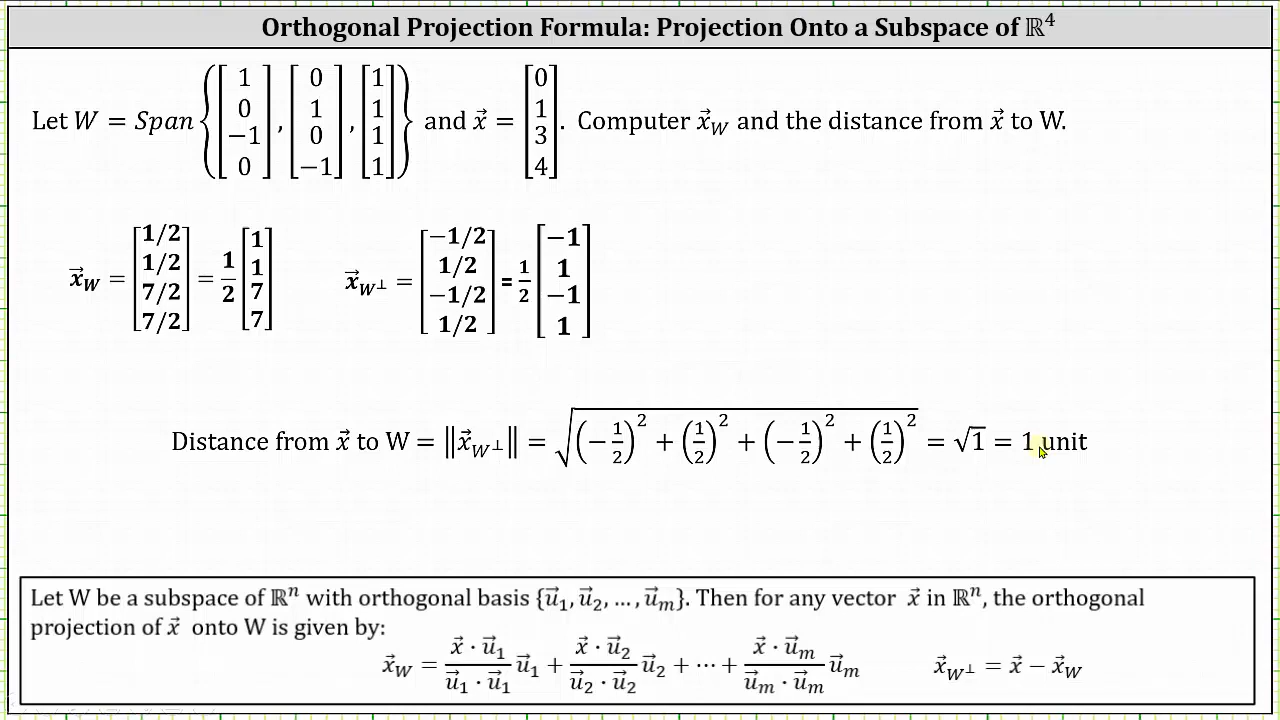 Orthogonal Projection Formula: Projection Onto a Subspace of ℝ⁴
Let W = Span {[1 0 −1 0], [0 1 0 −1], [1 1 1 1]} and x⃗ = [0 1 3 4]. Computer x⃗_W and the distance from x⃗ to W.
x⃗_W = [1/2 1/2 7/2 7/2] = 1/2 [1 1 7 7]  x⃗_W⊥ = [−1/2 1/2 −1/2 1/2] = 1/2 [−1 1 −1 1]
Distance from x⃗ to W = ‖x⃗_W⊥‖ = √((−1/2)² + (1/2)² + (−1/2)² + (1/2)²) = √1 = 1 unit
Let W be a subspace of ℝⁿ with orthogonal basis {u⃗₁, u⃗₂, …, u⃗ₘ}. Then for any vector x⃗ in ℝⁿ, the orthogonal
projection of x⃗ onto W is given by:
x⃗_W = (x⃗ · u⃗₁)/(u⃗₁ · u⃗₁) u⃗₁ + (x⃗ · u⃗₂)/(u⃗₂ · u⃗₂) u⃗₂ + ⋯ + (x⃗ · u⃗ₘ)/(u⃗ₘ · u⃗ₘ) u⃗ₘ  x⃗_W⊥ = x⃗ − x⃗_W